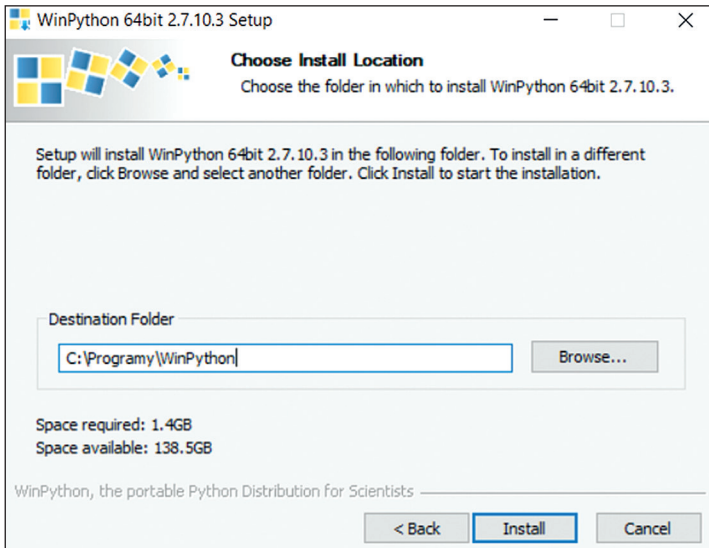 WinPython 64bit 2.7.10.3 Setup
Choose Install Location
Choose the folder in which to install WinPython 64bit 2.7.10.3.
Setup will install WinPython 64bit 2.7.10.3 in the following folder. To install in a different
folder, click Browse and select another folder. Click Install to start the installation.
Destination Folder
C:\Programy\WinPython
Browse...
Space required: 1.4GB
Space available: 138.5GB
WinPython, the portable Python Distribution for Scientists
< Back Install Cancel